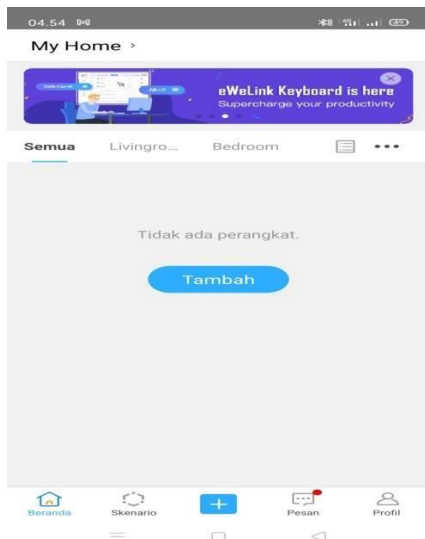 04.54
My Home >
eWeLink Keyboard is here
Supercharge your productivity
Semua Livingro... Bedroom
Tidak ada perangkat.
Tambah
Beranda Skenario Pesan Profil